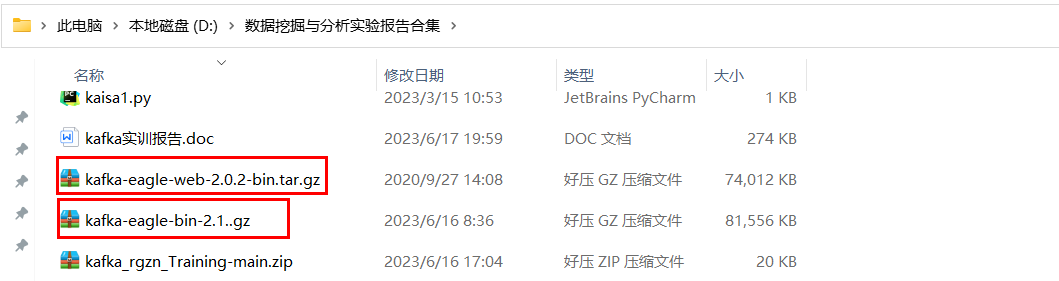 此电脑 > 本地磁盘 (D:) > 数据挖掘与分析实验报告合集 >
名称 修改日期 类型 大小
kaisa1.py 2023/3/15 10:53 JetBrains PyCharm 1 KB
kafka实训报告.doc 2023/6/17 19:59 DOC 文档 274 KB
kafka-eagle-web-2.0.2-bin.tar.gz 2020/9/27 14:08 好压 GZ 压缩文件 74,012 KB
kafka-eagle-bin-2.1..gz 2023/6/16 8:36 好压 GZ 压缩文件 81,556 KB
kafka_rgzn_Training-main.zip 2023/6/16 17:04 好压 ZIP 压缩文件 20 KB